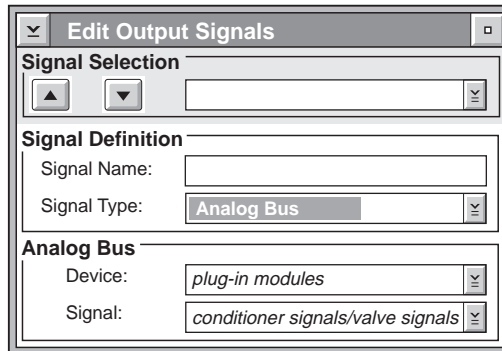 Edit Output Signals
Signal Selection
Signal Definition
Signal Name:
Signal Type: Analog Bus
Analog Bus
Device: plug-in modules
Signal: conditioner signals/valve signals